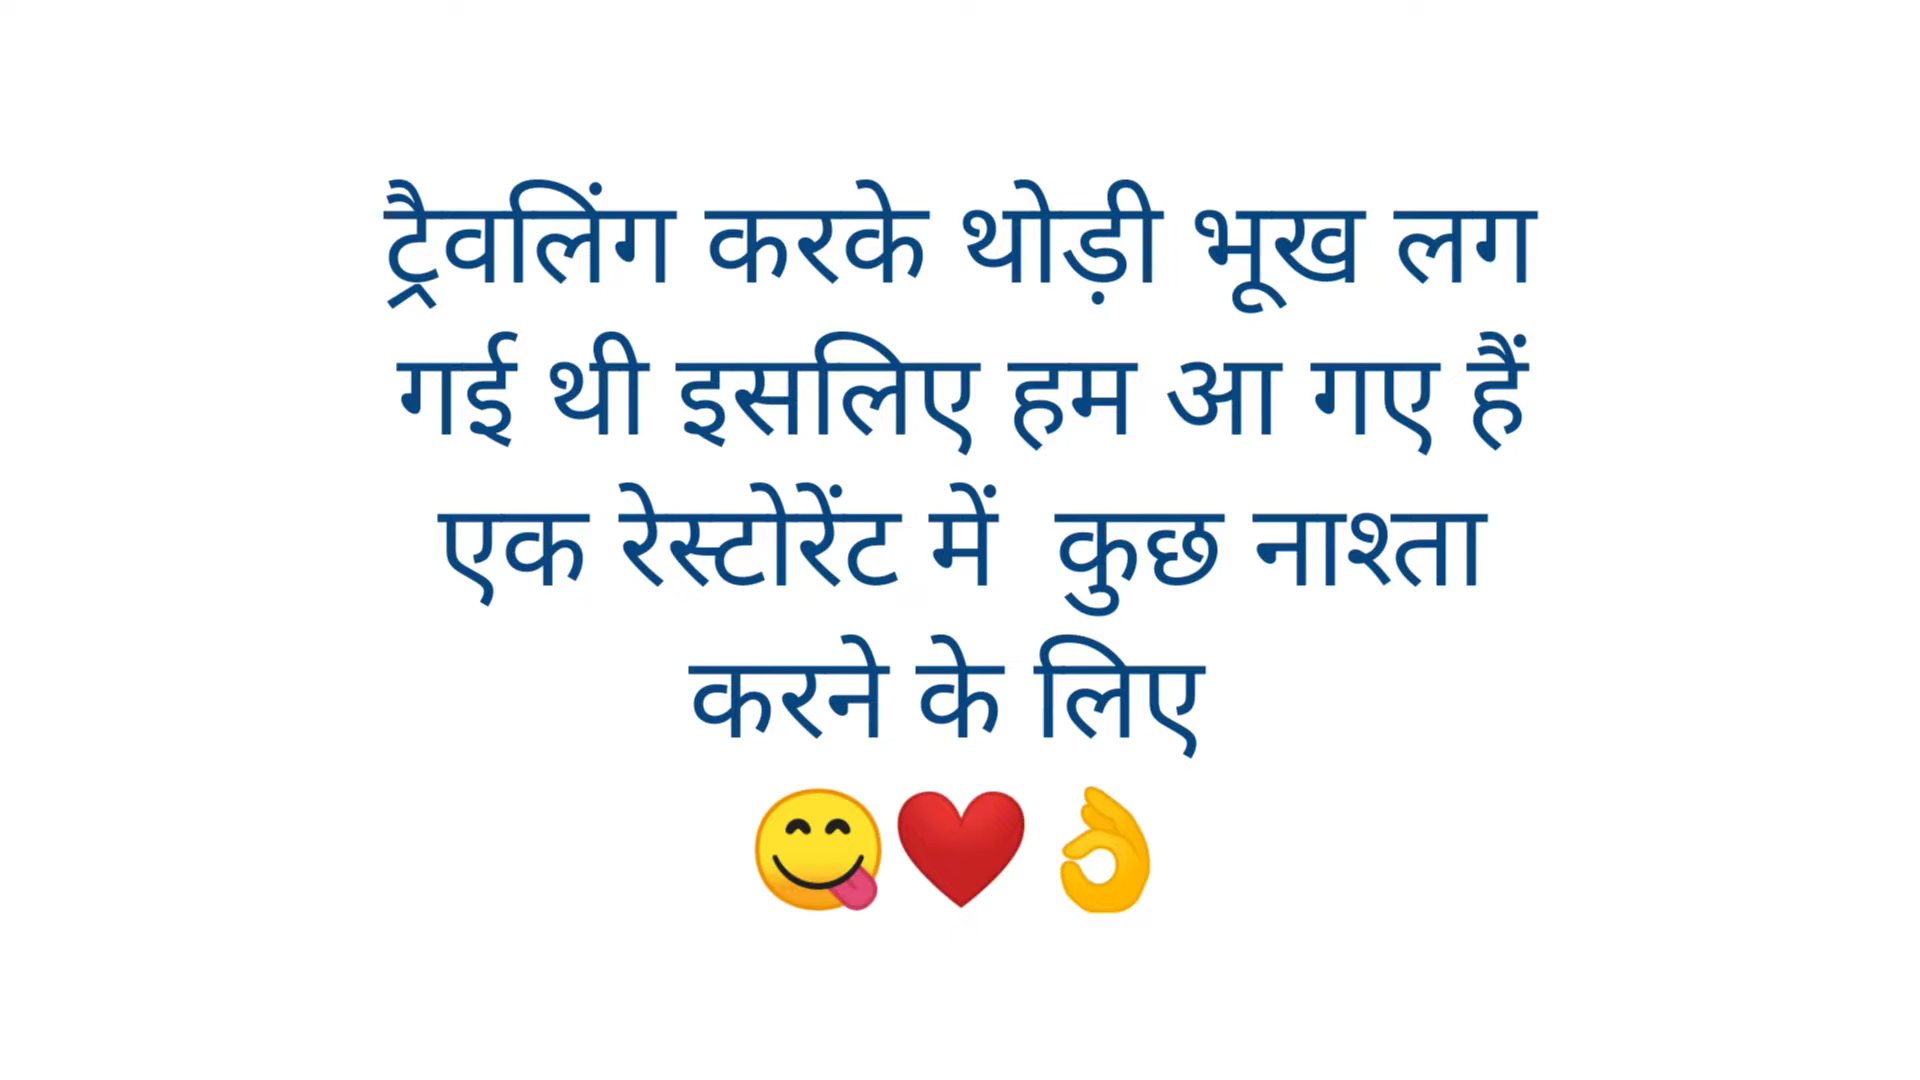 ट्रैवलिंग करके थोड़ी भूख लग
गई थी इसलिए हम आ गए हैं
एक रेस्टोरेंट में  कुछ नाश्ता
करने के लिए
😋❤️👌